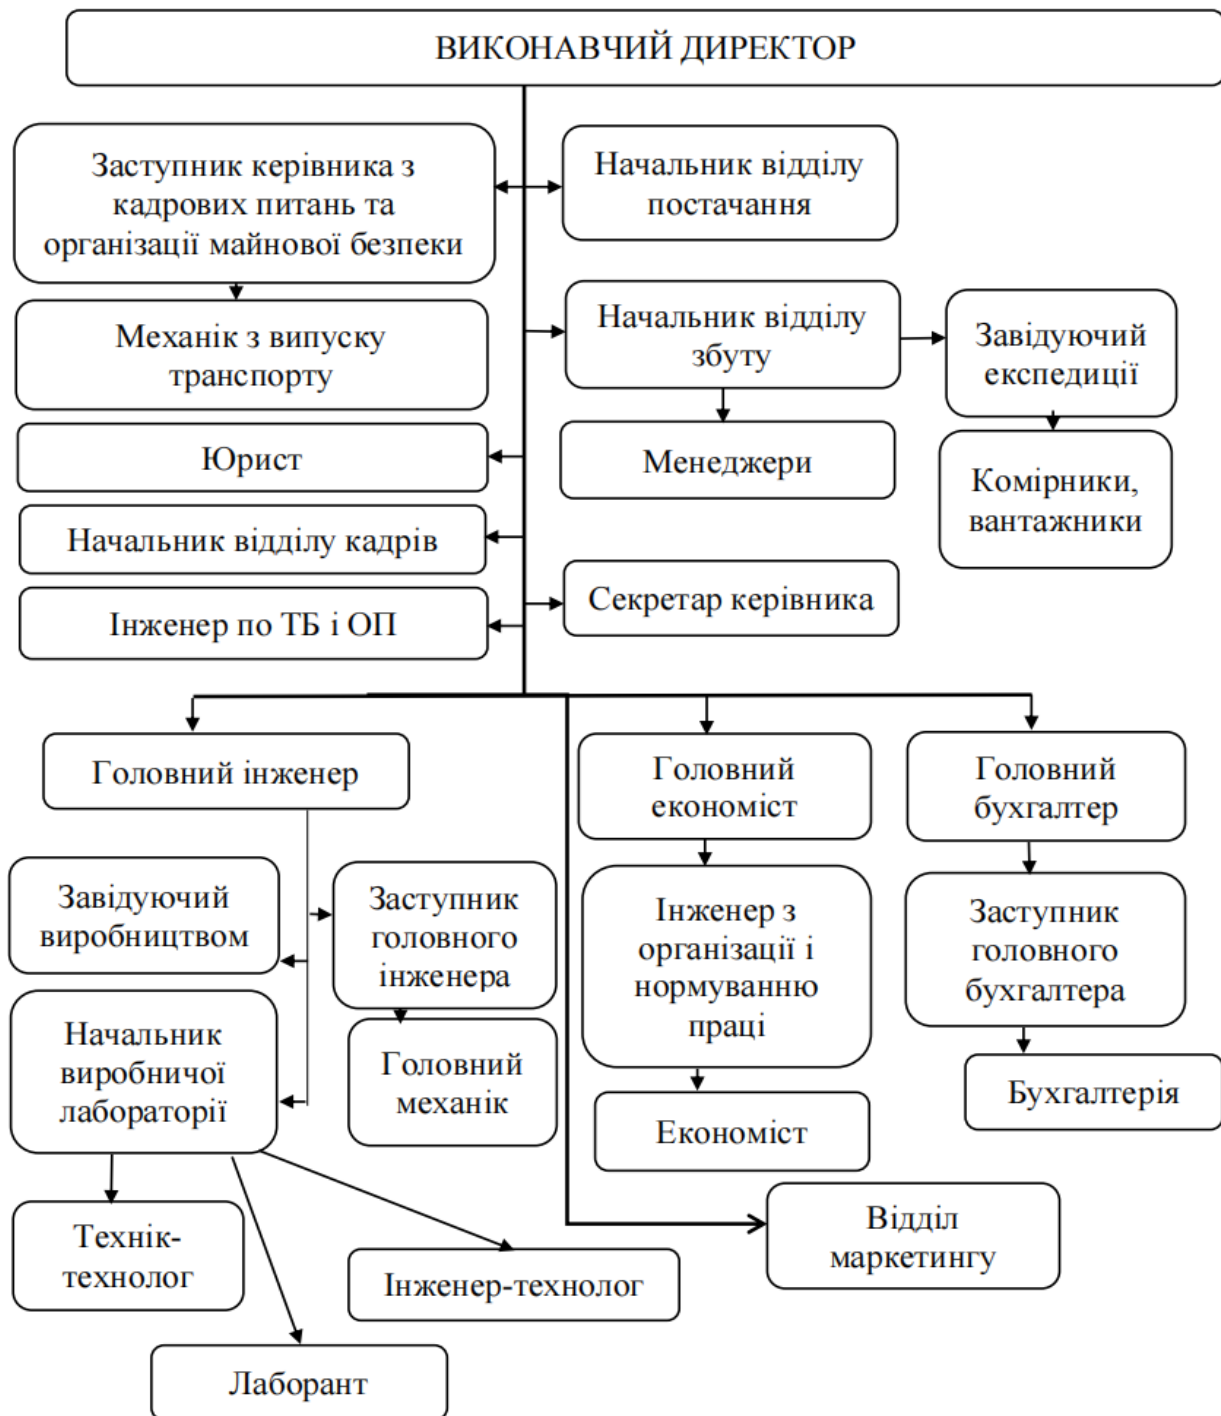 ВИКОНАВЧИЙ ДИРЕКТОР
Заступник керівника з
кадрових питань та
організації майнової безпеки
Начальник відділу
постачання
Механік з випуску
транспорту
Начальник відділу
збуту
Завідуючий
експедиції
Юрист
Менеджери
Комірники,
вантажники
Начальник відділу кадрів
Секретар керівника
Інженер по ТБ і ОП
Головний інженер
Головний
економіст
Головний
бухгалтер
Завідуючий
виробництвом
Заступник
головного
інженера
Інженер з
організації і
нормуванню
праці
Заступник
головного
бухгалтера
Начальник
виробничої
лабораторії
Головний
механік
Економіст
Бухгалтерія
Технік-
технолог
Інженер-технолог
Відділ
маркетингу
Лаборант